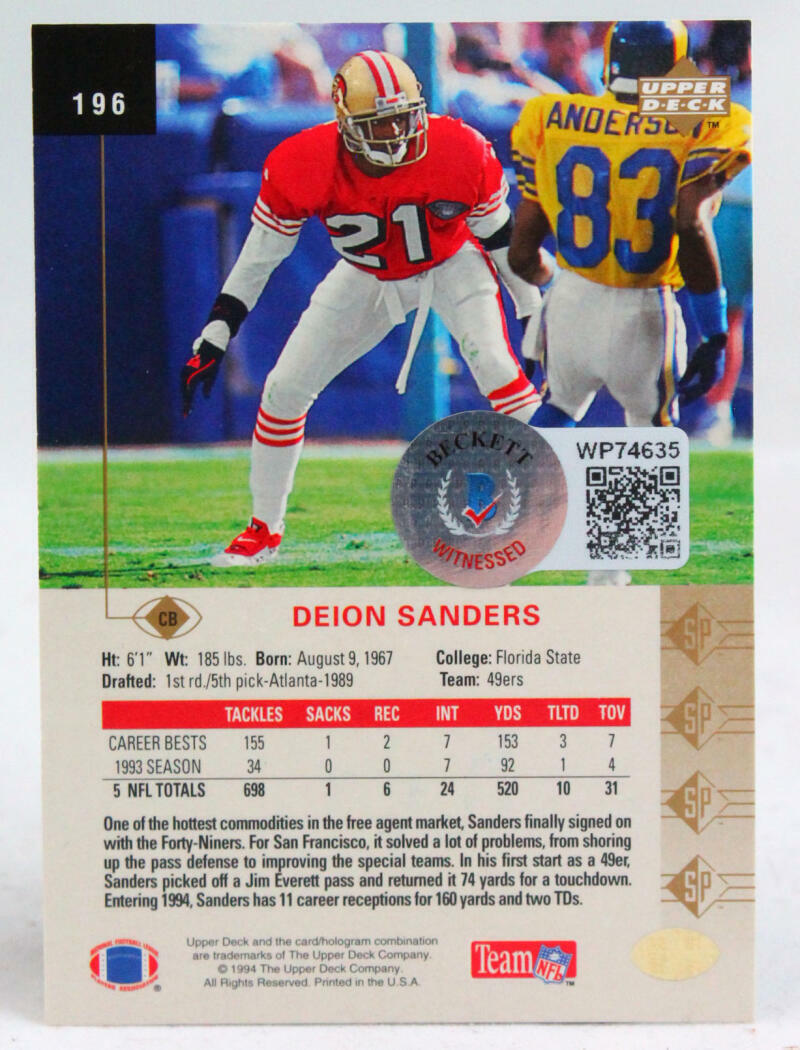 196
UPPER
D·E·C·K
TM
21
83
BECKETT
B
WITNESSED
WP74635
CB
DEION SANDERS
Ht: 6'1" Wt: 185 lbs. Born: August 9, 1967 College: Florida State
Drafted: 1st rd./5th pick-Atlanta-1989 Team: 49ers
TACKLES SACKS REC INT YDS TLTD TOV
CAREER BESTS 155 1 2 7 153 3 7
1993 SEASON 34 0 0 7 92 1 4
5 NFL TOTALS 698 1 6 24 520 10 31
One of the hottest commodities in the free agent market, Sanders finally signed on
with the Forty-Niners. For San Francisco, it solved a lot of problems, from shoring
up the pass defense to improving the special teams. In his first start as a 49er,
Sanders picked off a Jim Everett pass and returned it 74 yards for a touchdown.
Entering 1994, Sanders has 11 career receptions for 160 yards and two TDs.
SP
SP
SP
SP
NATIONAL FOOTBALL LEAGUE
PLAYERS ASSOCIATION
®
Upper Deck and the card/hologram combination
are trademarks of The Upper Deck Company.
© 1994 The Upper Deck Company.
All Rights Reserved. Printed in the U.S.A.
Team NFL
TM